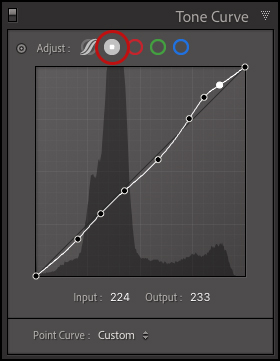 Tone Curve
Adjust :
Input : 224 Output : 233
Point Curve : Custom